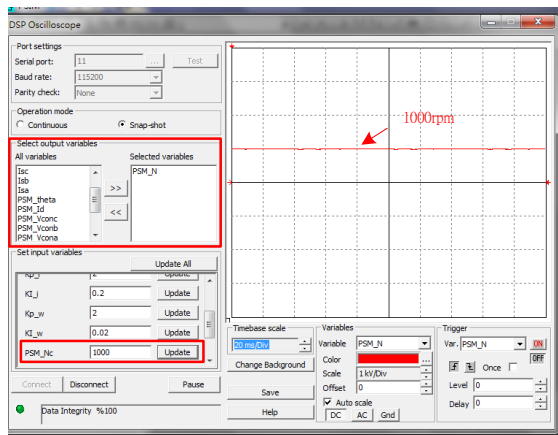 DSP Oscilloscope
Port settings
Serial port: 11 ... Test
Baud rate: 115200
Parity check: None
Operation mode
Continuous Snap-shot
Select output variables
All variables Selected variables
Isc PSM_N
Isb
Isa >>
PSM_theta
PSM_Id <<
PSM_Vconc
PSM_Vconb
PSM_Vcona
Set input variables
Update All
KI_i 0.2 Update
Kp_w 2 Update
KI_w 0.02 Update
PSM_Nc 1000 Update
Connect Disconnect Pause
Data Integrity %100
1000rpm
Timebase scale
20 ms/Div
Change Background
Save
Help
Variables
Variable PSM_N
Color ...
Scale 1 kV/Div
Offset 0
Auto scale
DC AC Gnd
Trigger
Var. PSM_N ON
OFF
Once
Level 0
Delay 0